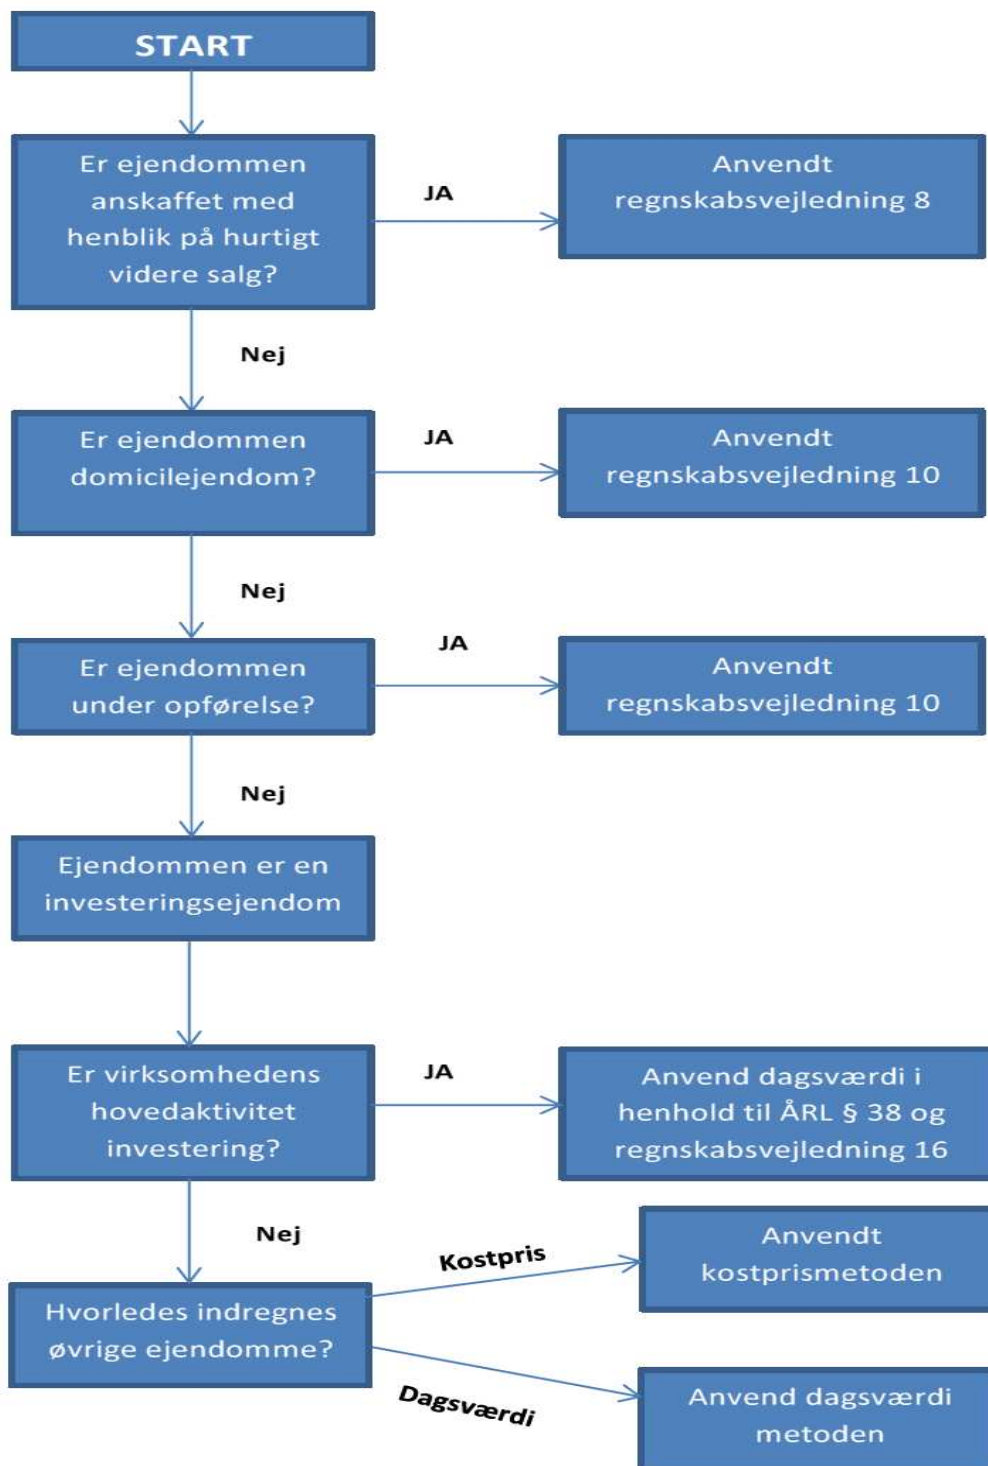 START
Er ejendommen
anskaffet med
henblik på hurtigt
videre salg?
JA
Anvendt
regnskabsvejledning 8
Nej
Er ejendommen
domicilejendom?
JA
Anvendt
regnskabsvejledning 10
Nej
Er ejendommen
under opførelse?
JA
Anvendt
regnskabsvejledning 10
Nej
Ejendommen er en
investeringsejendom
Er virksomhedens
hovedaktivitet
investering?
JA
Anvend dagsværdi i
henhold til ÅRL § 38 og
regnskabsvejledning 16
Nej
Hvorledes indregnes
øvrige ejendomme?
Kostpris
Anvendt
kostprismetoden
Dagsværdi
Anvend dagsværdi
metoden